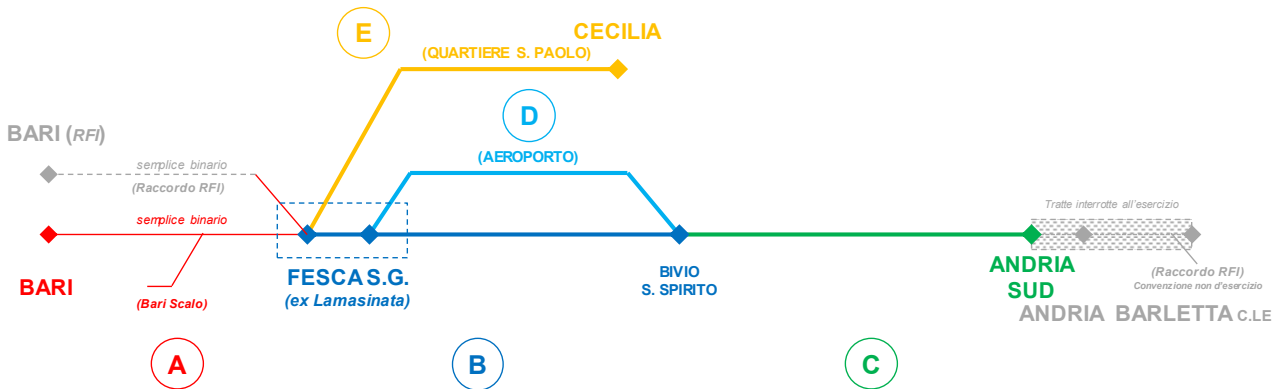 E
CECILIA
(QUARTIERE S. PAOLO)
D
(AEROPORTO)
BARI (RFI)
semplice binario
(Raccordo RFI)
semplice binario
BARI
(Bari Scalo)
FESCA S.G.
(ex Lamasinata)
BIVIO
S. SPIRITO
Tratte interrotte all'esercizio
ANDRIA
SUD
(Raccordo RFI)
Convenzione non d'esercizio
ANDRIA BARLETTA C.LE
A
B
C